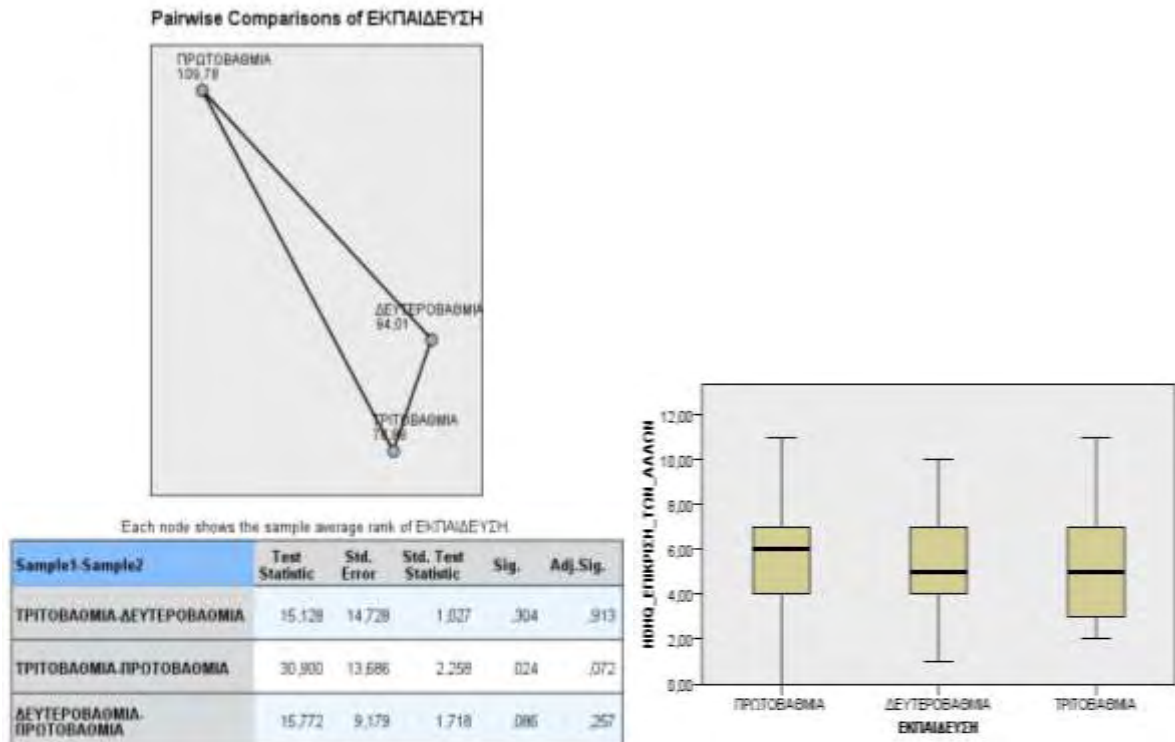 Pairwise Comparisons of ΕΚΠΑΙΔΕΥΣΗ
ΠΡΩΤΟΒΑΘΜΙΑ
109,78
ΔΕΥΤΕΡΟΒΑΘΜΙΑ
94,01
ΤΡΙΤΟΒΑΘΜΙΑ
Each node shows the sample average rank of ΕΚΠΑΙΔΕΥΣΗ.
Sample1-Sample2 Test Statistic Std. Error Std. Test Statistic Sig. Adj.Sig.
ΤΡΙΤΟΒΑΘΜΙΑ-ΔΕΥΤΕΡΟΒΑΘΜΙΑ 15,128 14,728 1,027 ,304 ,913
ΤΡΙΤΟΒΑΘΜΙΑ-ΠΡΟΤΟΒΑΘΜΙΑ 30,900 13,686 2,258 ,024 ,072
ΔΕΥΤΕΡΟΒΑΘΜΙΑ-
ΠΡΟΤΟΒΑΘΜΙΑ 15,772 9,179 1,718 ,086 ,257
HDHQ_ΕΠΙΚΡΙΣΗ_ΤΩΝ_ΑΛΛΩΝ
12,00
10,00
8,00
6,00
4,00
2,00
0,00
ΠΡΩΤΟΒΑΘΜΙΑ ΔΕΥΤΕΡΟΒΑΘΜΙΑ ΤΡΙΤΟΒΑΘΜΙΑ
ΕΚΠΑΙΔΕΥΣΗ